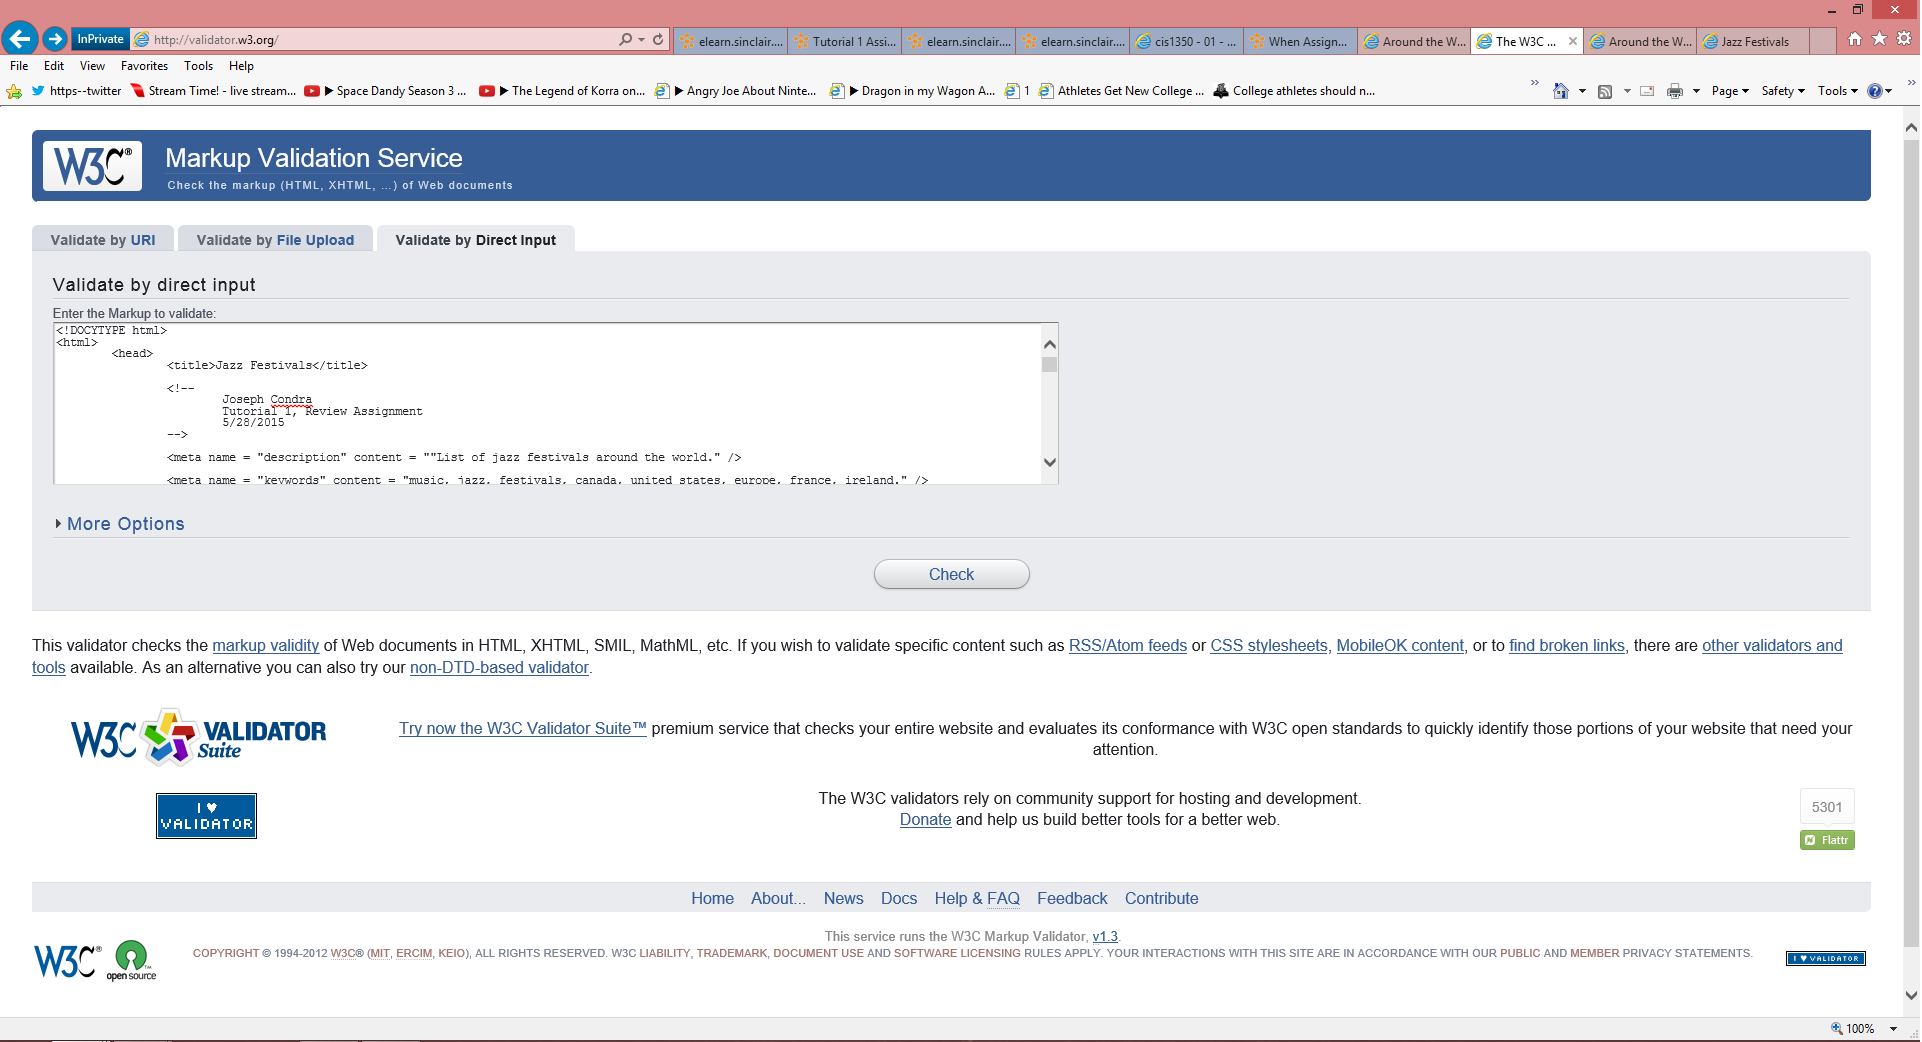 InPrivate http://validator.w3.org/ elearn.sinclair.... Tutorial 1 Assi... elearn.sinclair.... elearn.sinclair.... cis1350 - 01 - ... When Assign... Around the W... The W3C ... Around the W... Jazz Festivals
File Edit View Favorites Tools Help
https--twitter Stream Time! - live stream... ▶ Space Dandy Season 3 ... ▶ The Legend of Korra on... ▶ Angry Joe About Ninte... ▶ Dragon in my Wagon A... 1 Athletes Get New College ... College athletes should n... Page Safety Tools
W3C® Markup Validation Service
Check the markup (HTML, XHTML, ...) of Web documents
Validate by URI Validate by File Upload Validate by Direct Input
Validate by direct input
Enter the Markup to validate:
<!DOCYTYPE html>
<html>
<head>
<title>Jazz Festivals</title>
<!--
Joseph Condra
Tutorial 1, Review Assignment
5/28/2015
-->
<meta name = "description" content = ""List of jazz festivals around the world." />
<meta name = "keywords" content = "music, jazz, festivals, canada, united states, europe, france, ireland." />
More Options
Check
This validator checks the markup validity of Web documents in HTML, XHTML, SMIL, MathML, etc. If you wish to validate specific content such as RSS/Atom feeds or CSS stylesheets, MobileOK content, or to find broken links, there are other validators and
tools available. As an alternative you can also try our non-DTD-based validator.
W3C VALIDATOR Suite
Try now the W3C Validator Suite™ premium service that checks your entire website and evaluates its conformance with W3C open standards to quickly identify those portions of your website that need your
attention.
I ♥ VALIDATOR
The W3C validators rely on community support for hosting and development.
Donate and help us build better tools for a better web.
5301
Flattr
Home About... News Docs Help & FAQ Feedback Contribute
This service runs the W3C Markup Validator, v1.3.
W3C® open source
COPYRIGHT © 1994-2012 W3C® (MIT, ERCIM, KEIO), ALL RIGHTS RESERVED. W3C LIABILITY, TRADEMARK, DOCUMENT USE AND SOFTWARE LICENSING RULES APPLY. YOUR INTERACTIONS WITH THIS SITE ARE IN ACCORDANCE WITH OUR PUBLIC AND MEMBER PRIVACY STATEMENTS.
I ♥ VALIDATOR
100%